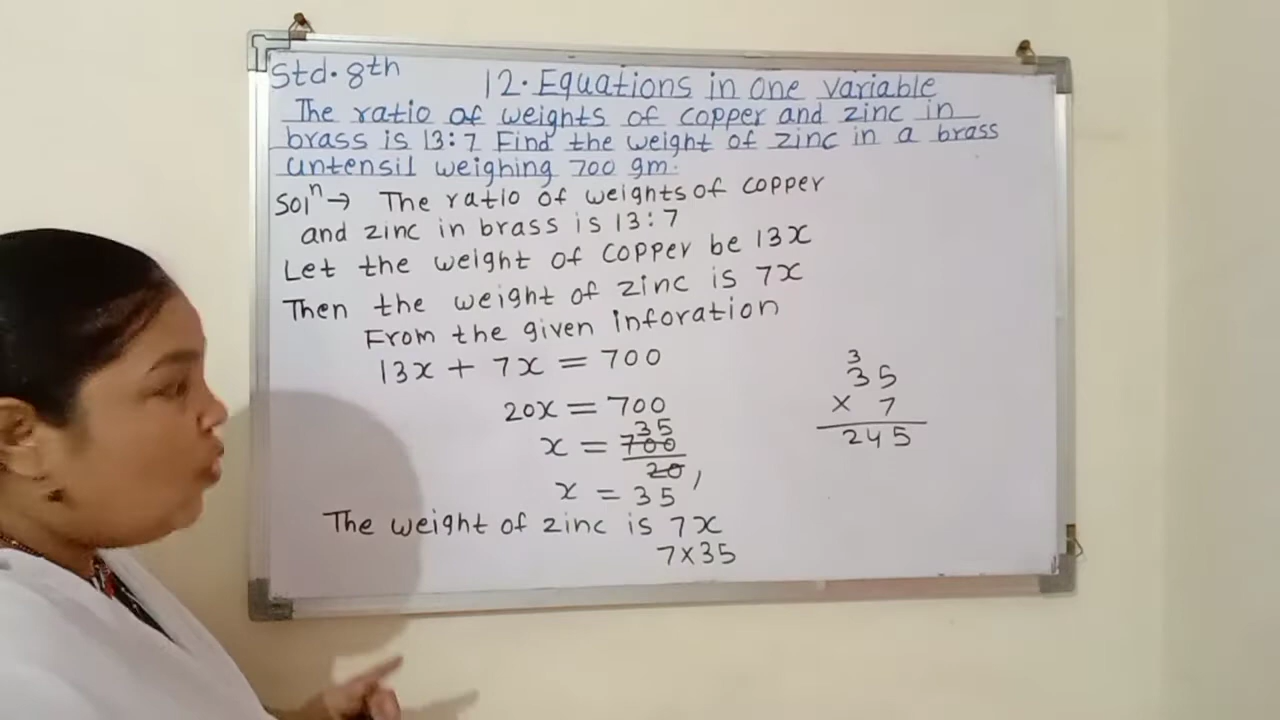 Std. 8th
12. Equations in one variable
The ratio of weights of copper and zinc in
brass is 13:7 Find the weight of zinc in a brass
untensil weighing 700 gm.
Solⁿ → The ratio of weights of copper
and zinc in brass is 13:7
Let the weight of copper be 13x
Then the weight of zinc is 7x
From the given inforation
13x + 7x = 700
20x = 700
35
x = 700
20,
x = 35
The weight of zinc is 7x
7×35
3
35
× 7
245